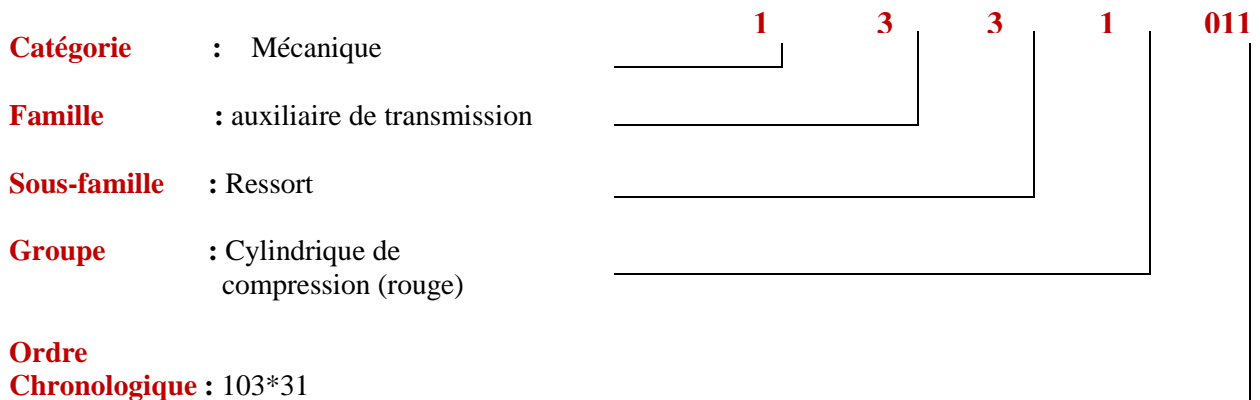 1 3 3 1 011
Catégorie : Mécanique
Famille : auxiliaire de transmission
Sous-famille : Ressort
Groupe : Cylindrique de
compression (rouge)
Ordre
Chronologique : 103*31